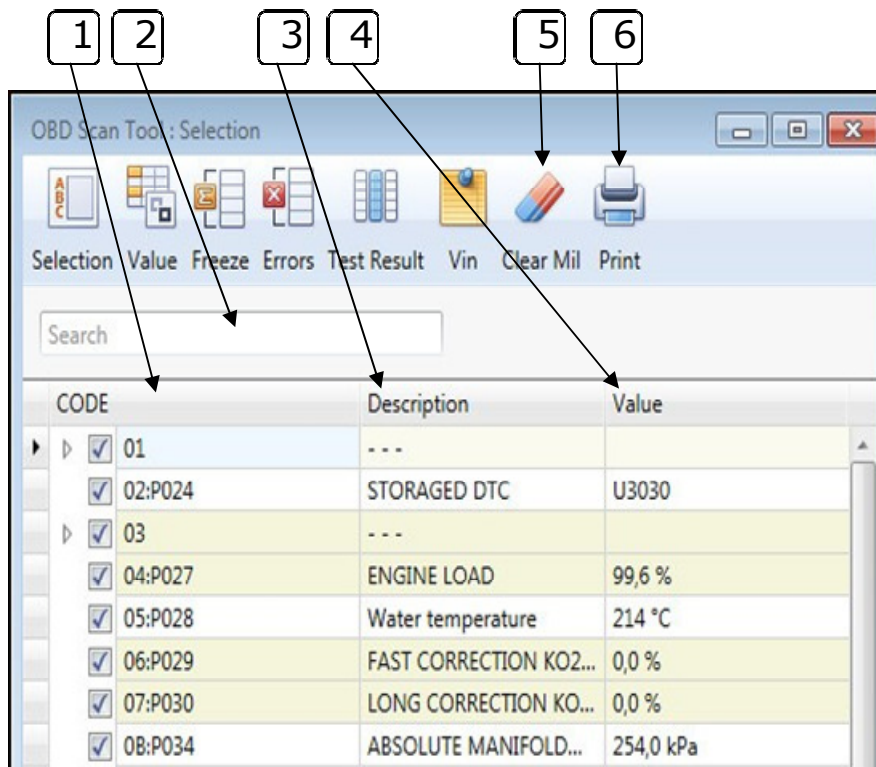 1 2 3 4 5 6
OBD Scan Tool : Selection
A B C
Selection Value Freeze Errors Test Result Vin Clear Mil Print
Search
CODE Description Value
01 - - -
02:P024 STORAGED DTC U3030
03 - - -
04:P027 ENGINE LOAD 99,6 %
05:P028 Water temperature 214 °C
06:P029 FAST CORRECTION KO2... 0,0 %
07:P030 LONG CORRECTION KO... 0,0 %
0B:P034 ABSOLUTE MANIFOLD... 254,0 kPa